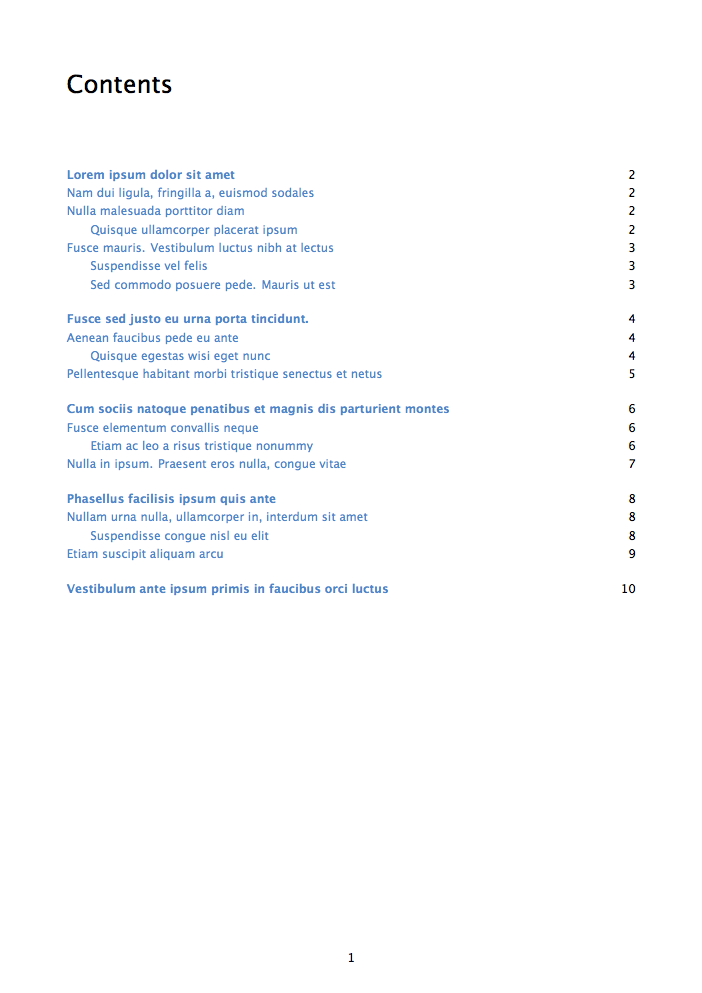 Contents
Lorem ipsum dolor sit amet 2
Nam dui ligula, fringilla a, euismod sodales 2
Nulla malesuada porttitor diam 2
Quisque ullamcorper placerat ipsum 2
Fusce mauris. Vestibulum luctus nibh at lectus 3
Suspendisse vel felis 3
Sed commodo posuere pede. Mauris ut est 3
Fusce sed justo eu urna porta tincidunt. 4
Aenean faucibus pede eu ante 4
Quisque egestas wisi eget nunc 4
Pellentesque habitant morbi tristique senectus et netus 5
Cum sociis natoque penatibus et magnis dis parturient montes 6
Fusce elementum convallis neque 6
Etiam ac leo a risus tristique nonummy 6
Nulla in ipsum. Praesent eros nulla, congue vitae 7
Phasellus facilisis ipsum quis ante 8
Nullam urna nulla, ullamcorper in, interdum sit amet 8
Suspendisse congue nisl eu elit 8
Etiam suscipit aliquam arcu 9
Vestibulum ante ipsum primis in faucibus orci luctus 10
1